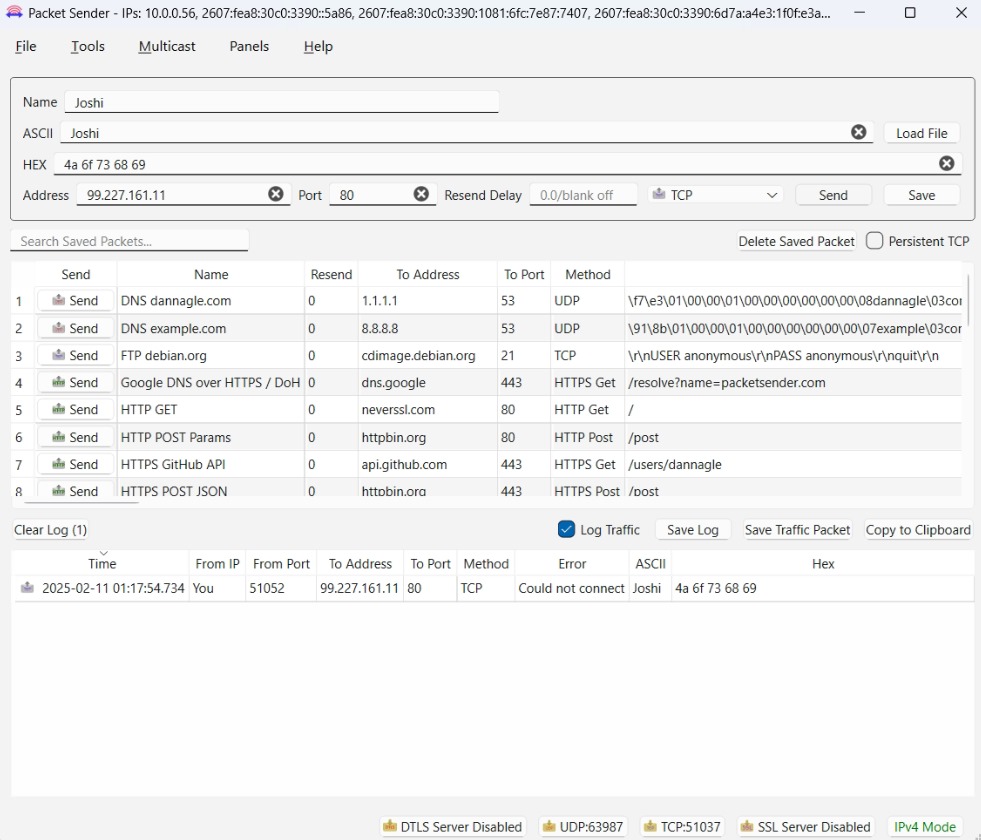 Packet Sender - IPs: 10.0.0.56, 2607:fea8:30c0:3390::5a86, 2607:fea8:30c0:3390:1081:6fc:7e87:7407, 2607:fea8:30c0:3390:6d7a:a4e3:1f0f:e3a...
File Tools Multicast Panels Help
Name Joshi
ASCII Joshi Load File
HEX 4a 6f 73 68 69
Address 99.227.161.11 Port 80 Resend Delay 0.0/blank off TCP Send Save
Search Saved Packets... Delete Saved Packet Persistent TCP
Send Name Resend To Address To Port Method
1 Send DNS dannagle.com 0 1.1.1.1 53 UDP \f7\e3\01\00\00\01\00\00\00\00\00\00\08dannagle\03cor
2 Send DNS example.com 0 8.8.8.8 53 UDP \91\8b\01\00\00\01\00\00\00\00\00\00\07example\03con
3 Send FTP debian.org 0 cdimage.debian.org 21 TCP \r\nUSER anonymous\r\nPASS anonymous\r\nquit\r\n
4 Send Google DNS over HTTPS / DoH 0 dns.google 443 HTTPS Get /resolve?name=packetsender.com
5 Send HTTP GET 0 neverssl.com 80 HTTP Get /
6 Send HTTP POST Params 0 httpbin.org 80 HTTP Post /post
7 Send HTTPS GitHub API 0 api.github.com 443 HTTPS Get /users/dannagle
8 Send HTTPS POST JSON 0 httpbin.org 443 HTTPS Post /post
Clear Log (1) Log Traffic Save Log Save Traffic Packet Copy to Clipboard
Time From IP From Port To Address To Port Method Error ASCII Hex
2025-02-11 01:17:54.734 You 51052 99.227.161.11 80 TCP Could not connect Joshi 4a 6f 73 68 69
DTLS Server Disabled UDP:63987 TCP:51037 SSL Server Disabled IPv4 Mode